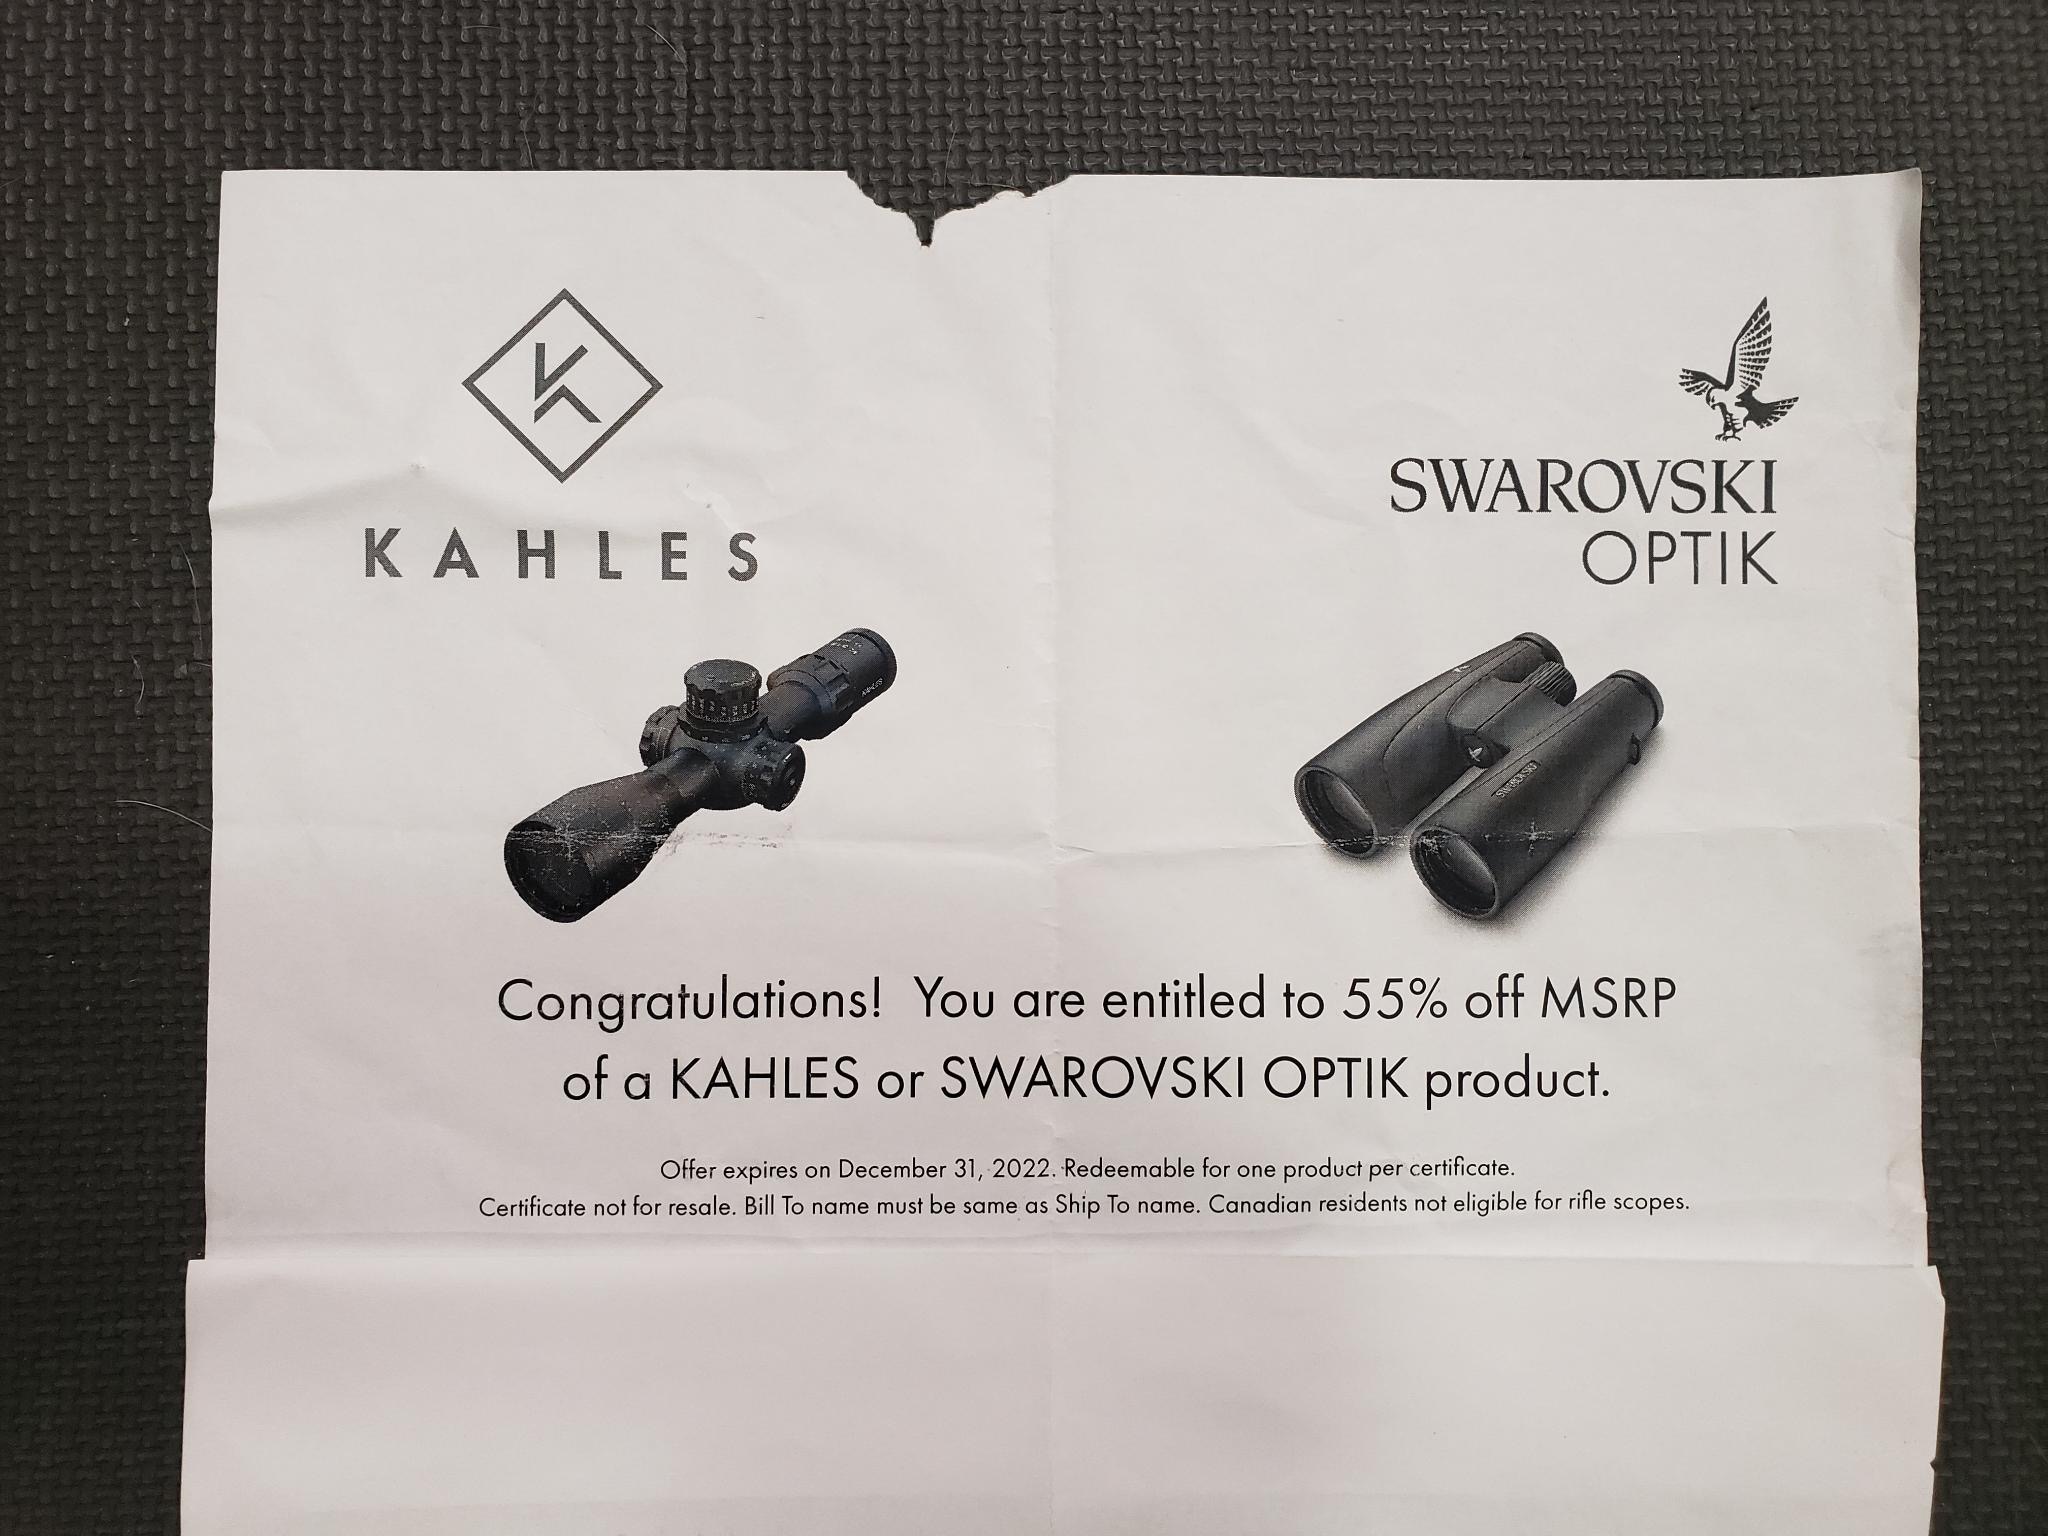 KAHLES
SWAROVSKI
OPTIK
KAHLES
SWAROVSKI
Congratulations! You are entitled to 55% off MSRP
of a KAHLES or SWAROVSKI OPTIK product.
Offer expires on December 31, 2022. Redeemable for one product per certificate.
Certificate not for resale. Bill To name must be same as Ship To name. Canadian residents not eligible for rifle scopes.